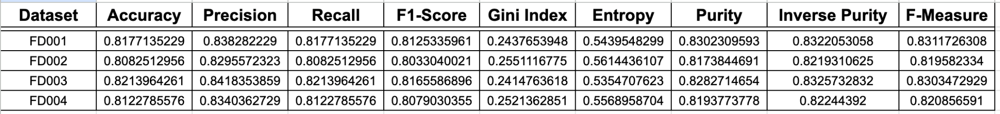 Dataset Accuracy Precision Recall F1-Score Gini Index Entropy Purity Inverse Purity F-Measure
FD001 0.8177135229 0.838282229 0.8177135229 0.8125335961 0.2437653948 0.5439548299 0.8302309593 0.8322053058 0.8311726308
FD002 0.8082512956 0.8295572323 0.8082512956 0.8033040021 0.2551116775 0.5614436107 0.8173844691 0.8219310625 0.819582334
FD003 0.8213964261 0.8418353859 0.8213964261 0.8165586896 0.2414763618 0.5354707623 0.8282714654 0.8325732832 0.8303472929
FD004 0.8122785576 0.8340362729 0.8122785576 0.8079030355 0.2521362851 0.5568958704 0.8193773778 0.82244392 0.820856591